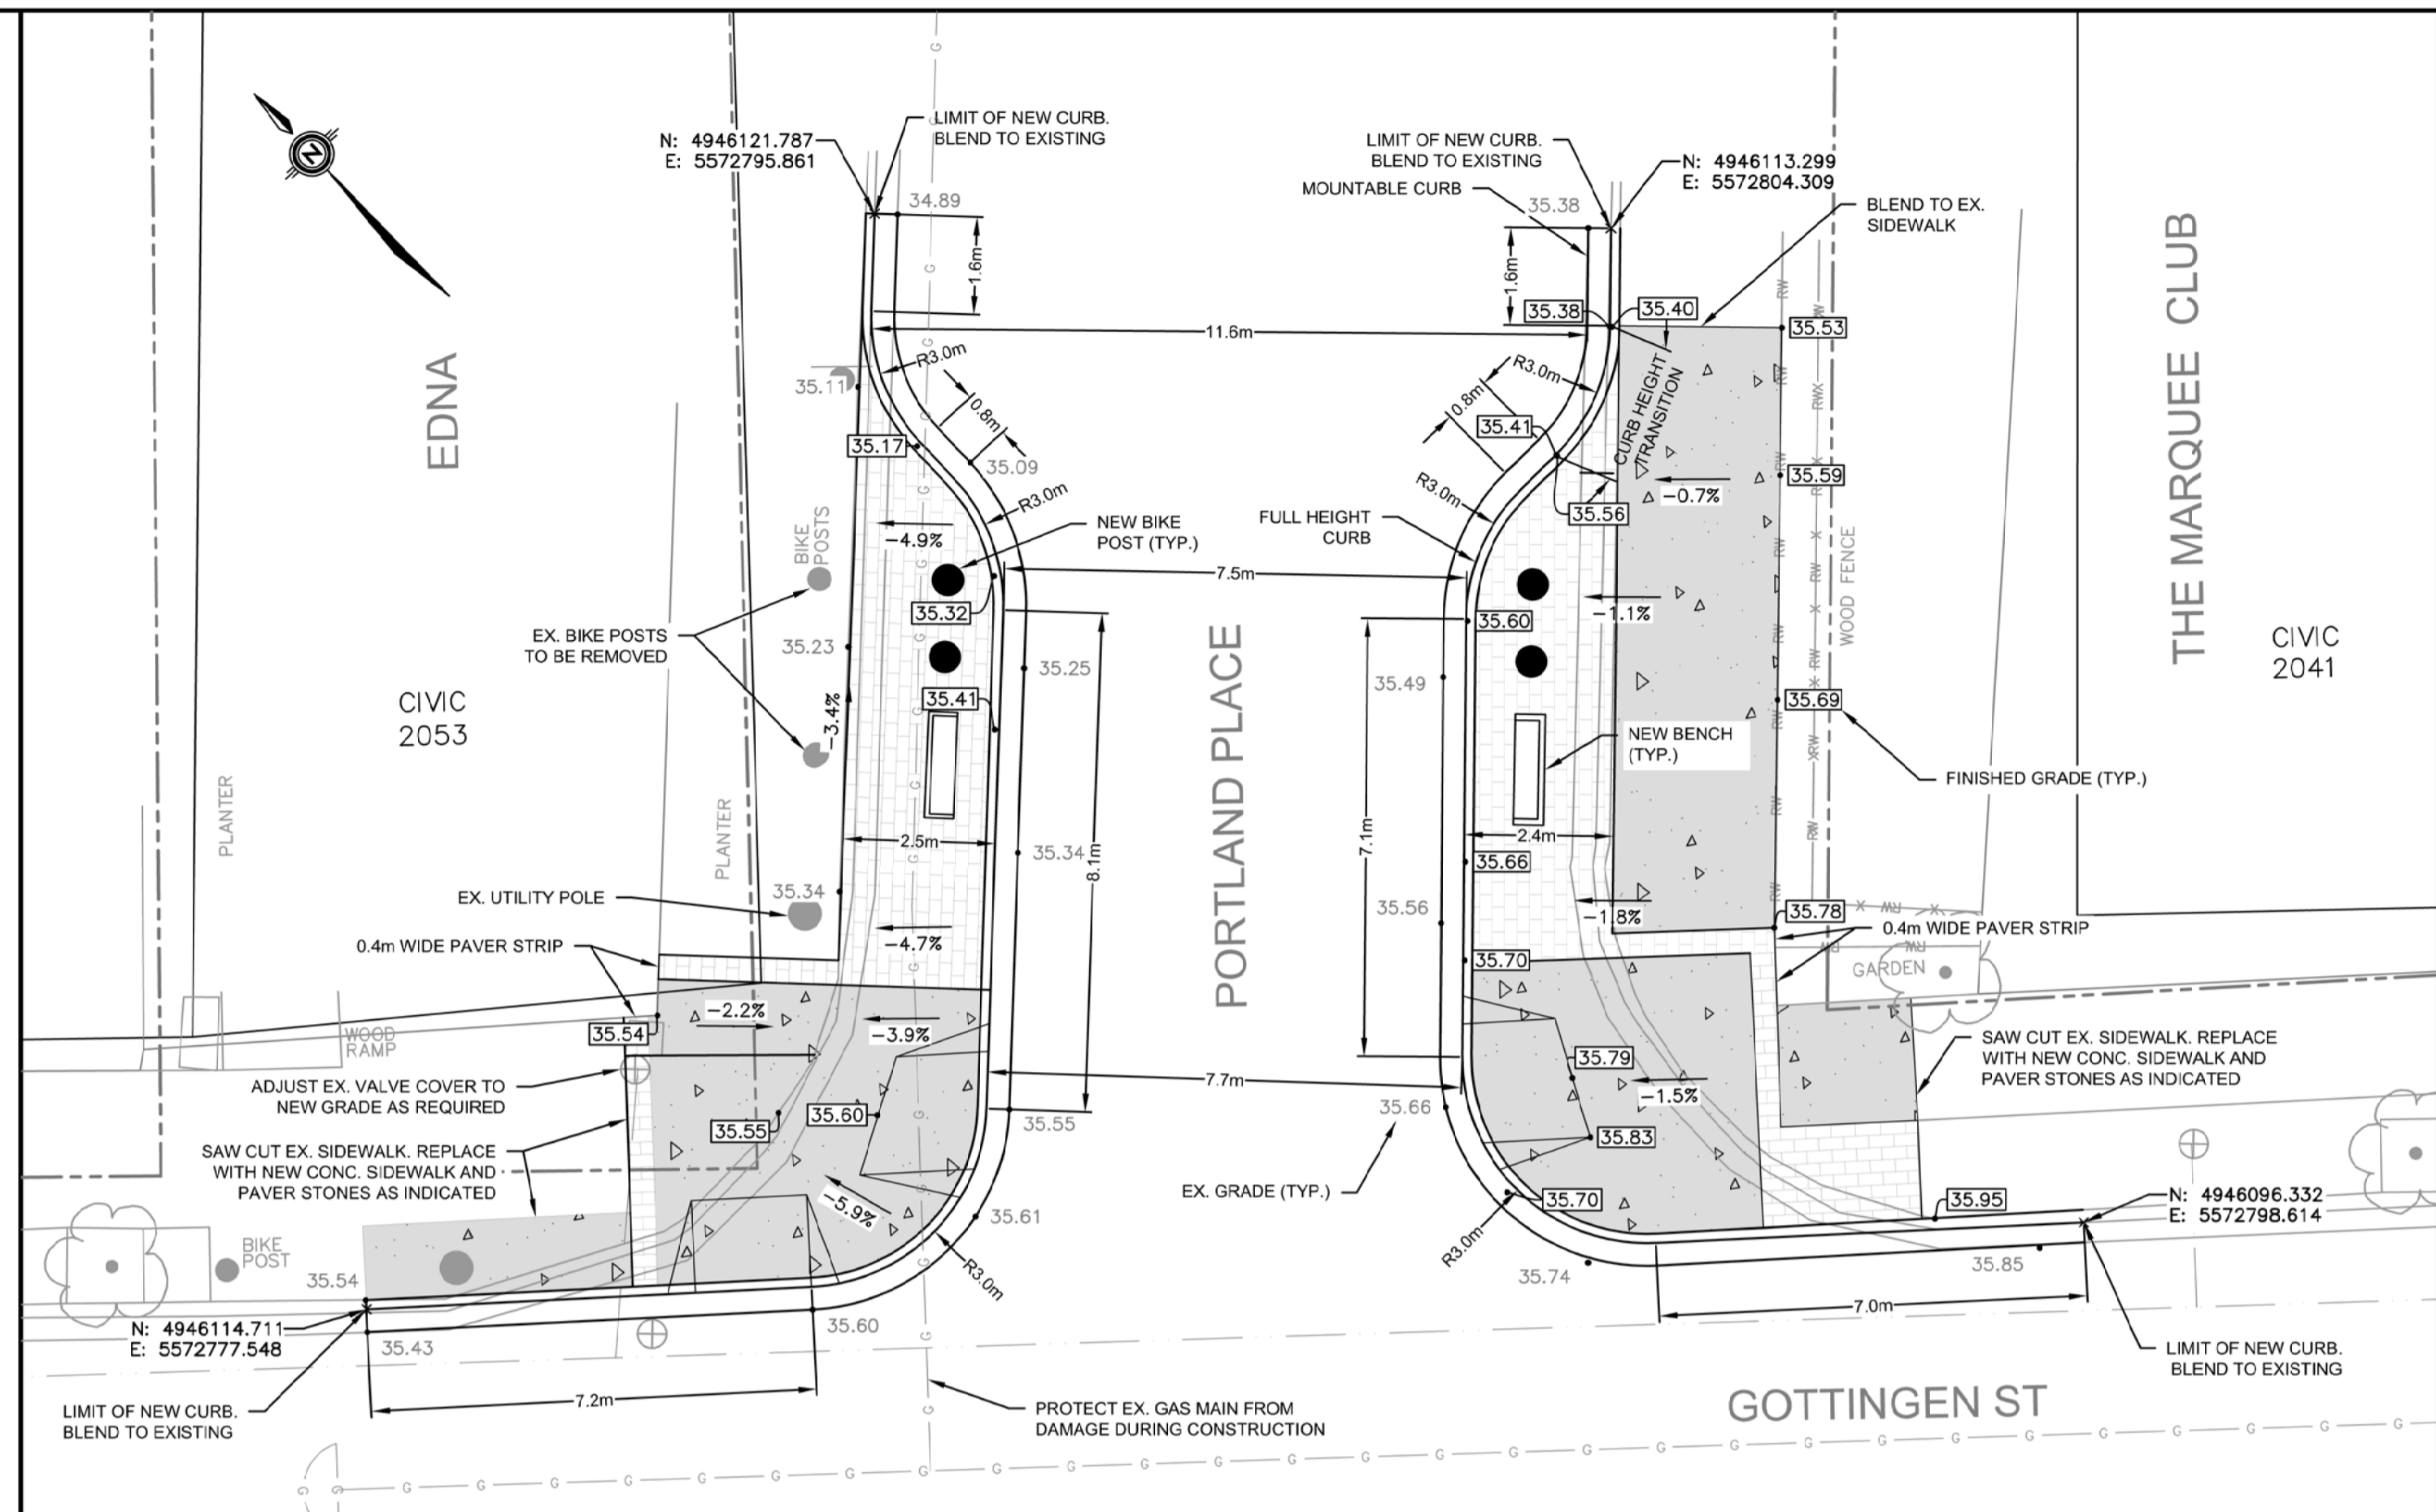 LIMIT OF NEW CURB.
BLEND TO EXISTING
N: 4946121.787
E: 5572795.861
34.89
1.6m
LIMIT OF NEW CURB.
BLEND TO EXISTING
MOUNTABLE CURB
N: 4946113.299
E: 5572804.309
35.38
BLEND TO EX.
SIDEWALK
1.6m
35.38
35.40
35.53
11.6m
R3.0m
R3.0m
0.8m
0.8m
35.11
35.17
35.09
35.41
CURB HEIGHT
TRANSITION
35.59
-0.7%
R3.0m
R3.0m
35.56
EDNA
THE MARQUEE CLUB
BIKE
POSTS
-4.9%
NEW BIKE
POST (TYP.)
FULL HEIGHT
CURB
WOOD FENCE
7.5m
35.32
35.60
-1.1%
EX. BIKE POSTS
TO BE REMOVED
35.23
35.25
35.49
CIVIC
2041
CIVIC
2053
-3.4%
35.41
35.69
NEW BENCH
(TYP.)
FINISHED GRADE (TYP.)
PORTLAND PLACE
PLANTER
PLANTER
2.5m
35.34
8.1m
7.1m
2.4m
35.66
EX. UTILITY POLE
35.34
35.56
35.78
-1.8%
0.4m WIDE PAVER STRIP
-4.7%
0.4m WIDE PAVER STRIP
35.70
GARDEN
-2.2%
-3.9%
35.54
WOOD
RAMP
SAW CUT EX. SIDEWALK. REPLACE
WITH NEW CONC. SIDEWALK AND
PAVER STONES AS INDICATED
ADJUST EX. VALVE COVER TO
NEW GRADE AS REQUIRED
7.7m
35.79
-1.5%
35.60
35.55
35.55
35.66
35.83
SAW CUT EX. SIDEWALK. REPLACE
WITH NEW CONC. SIDEWALK AND
PAVER STONES AS INDICATED
-5.9%
35.61
EX. GRADE (TYP.)
35.70
35.95
N: 4946096.332
E: 5572798.614
BIKE
POST
35.54
R3.0m
R3.0m
35.74
35.85
7.0m
N: 4946114.711
E: 5572777.548
35.43
35.60
7.2m
LIMIT OF NEW CURB.
BLEND TO EXISTING
LIMIT OF NEW CURB.
BLEND TO EXISTING
PROTECT EX. GAS MAIN FROM
DAMAGE DURING CONSTRUCTION
GOTTINGEN ST
G G G G G G G G G G G G G G G G G G